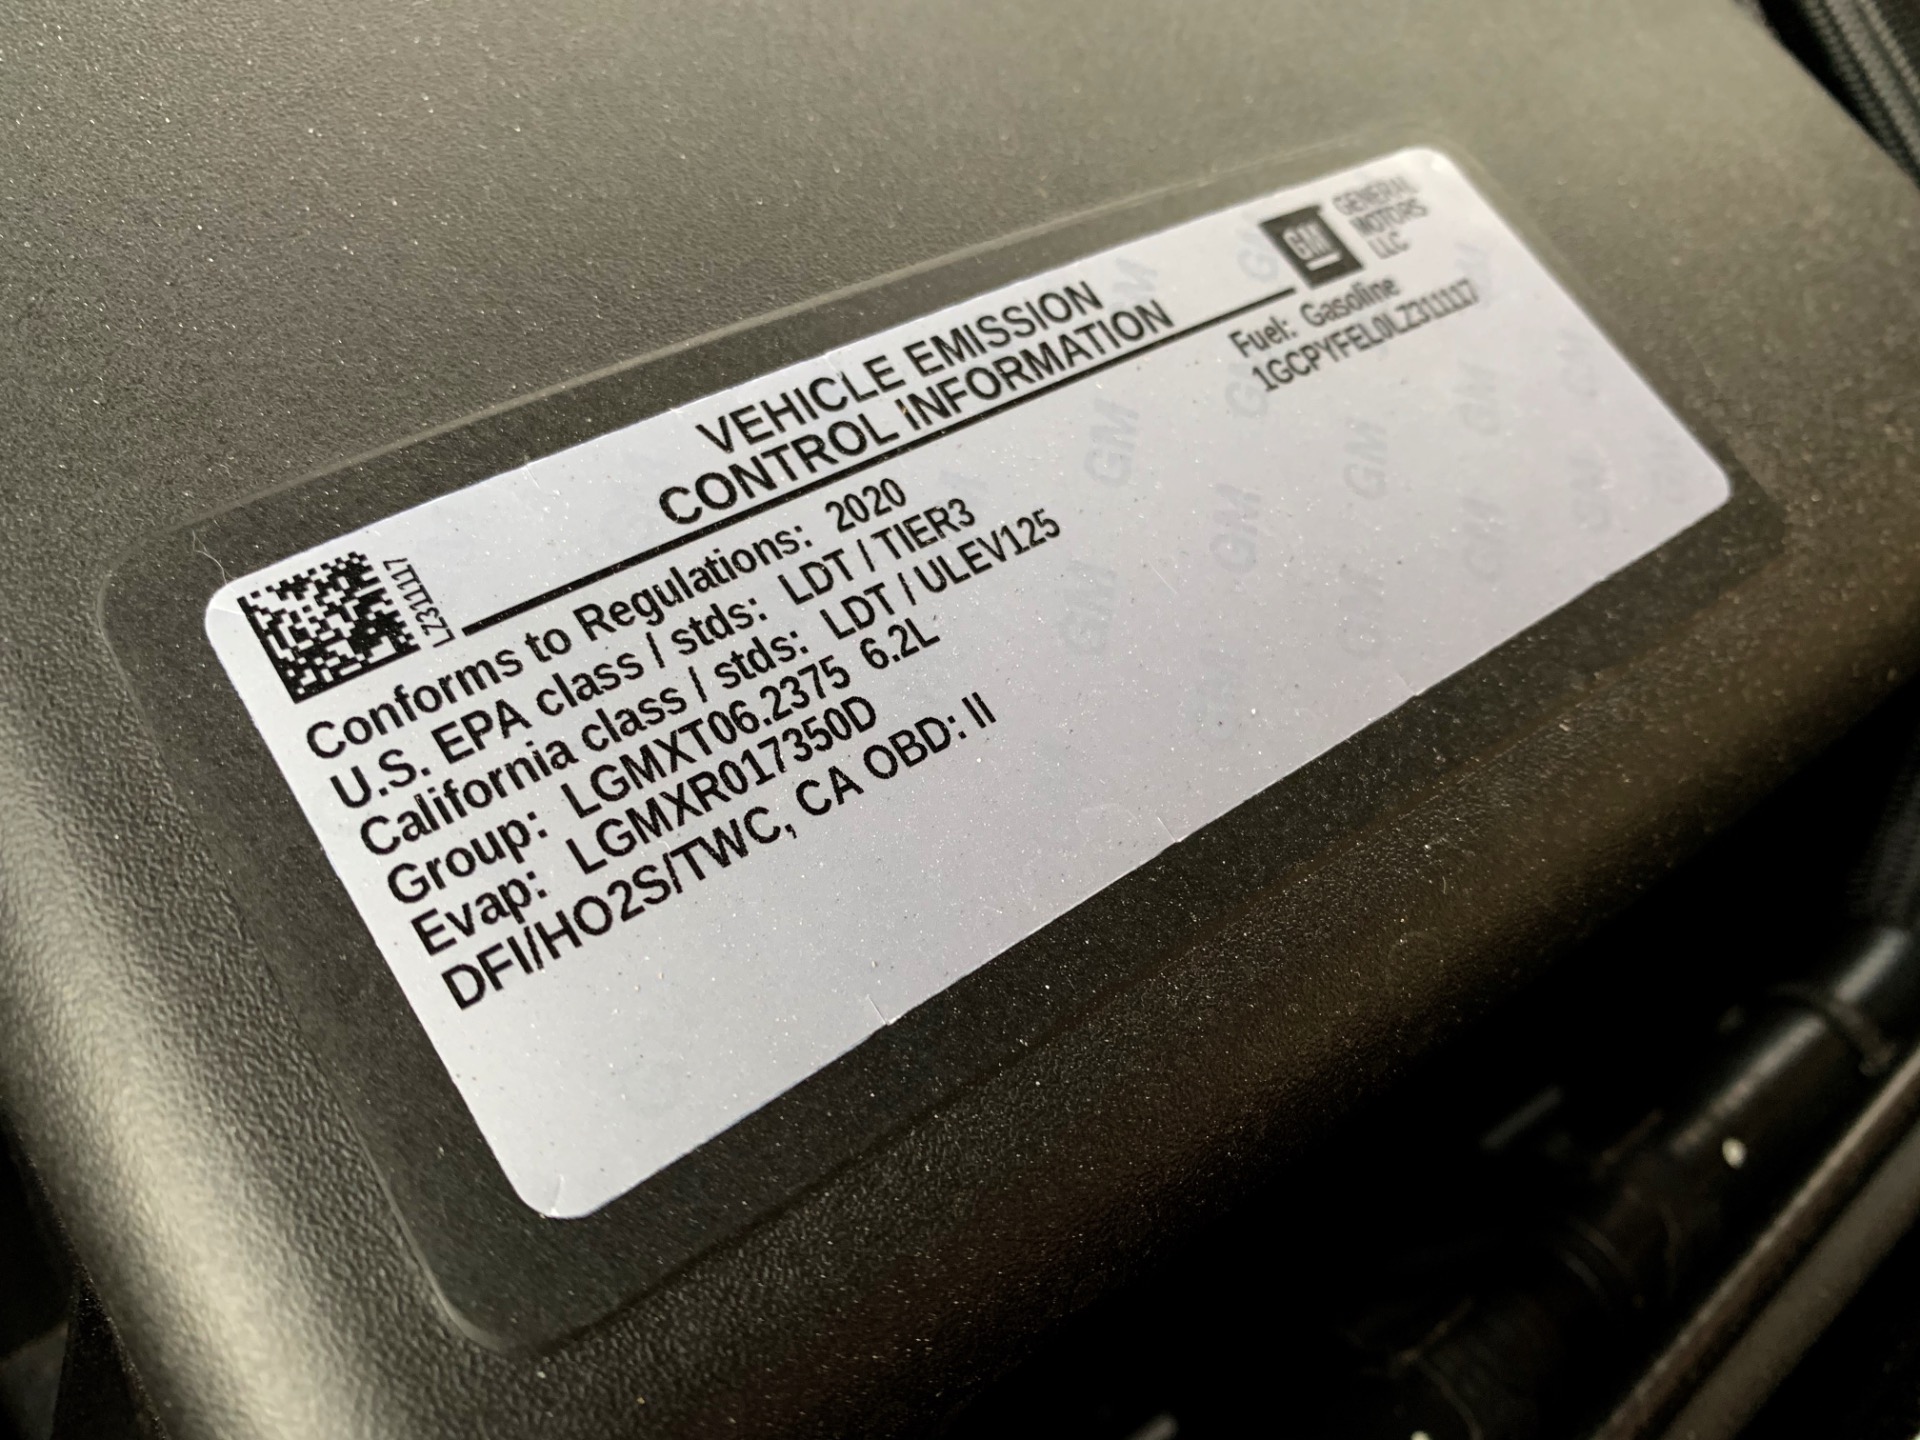 GM GENERAL
MOTORS
LLC
VEHICLE EMISSION
CONTROL INFORMATION
Fuel: Gasoline
1GCPYFEL0LZ311117
LZ311117
Conforms to Regulations: 2020
U.S. EPA class / stds: LDT / TIER3
California class / stds: LDT / ULEV125
Group: LGMXT06.2375 6.2L
Evap: LGMXR017350D
DFI/HO2S/TWC, CA OBD: II